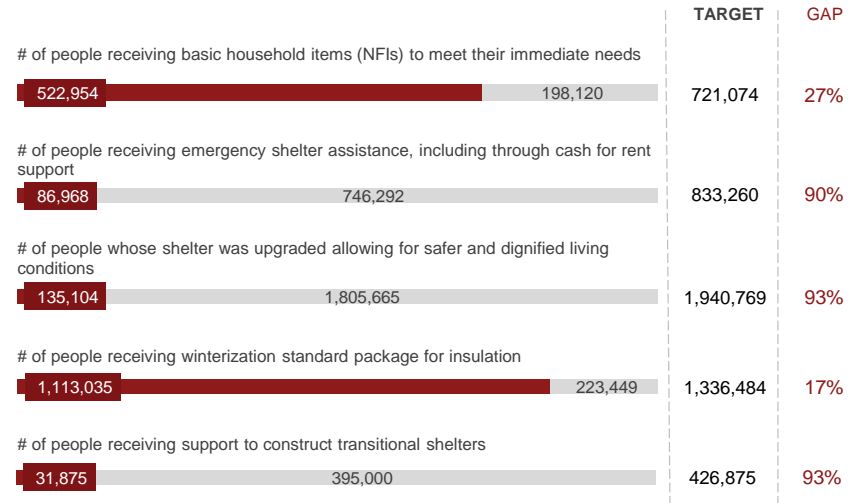 TARGET GAP
# of people receiving basic household items (NFIs) to meet their immediate needs
522,954 198,120 721,074 27%
# of people receiving emergency shelter assistance, including through cash for rent
support
86,968 746,292 833,260 90%
# of people whose shelter was upgraded allowing for safer and dignified living
conditions
135,104 1,805,665 1,940,769 93%
# of people receiving winterization standard package for insulation
1,113,035 223,449 1,336,484 17%
# of people receiving support to construct transitional shelters
31,875 395,000 426,875 93%